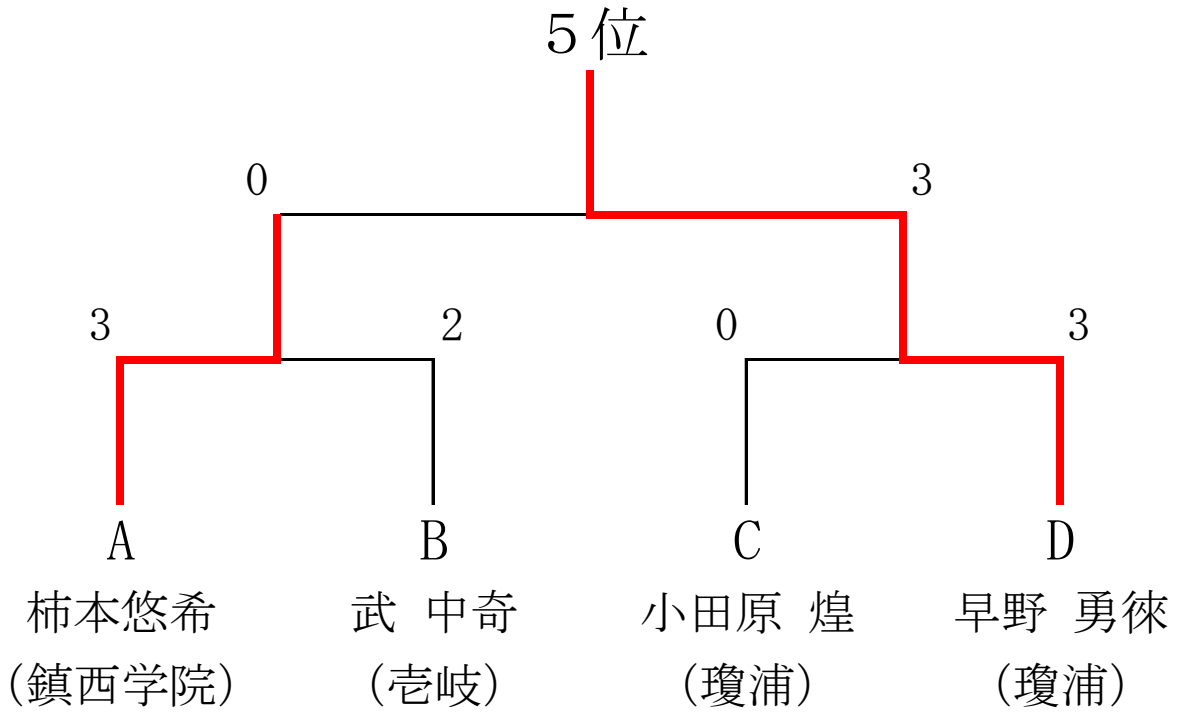 ５位
0 3
3 2 0 3
A B C D
柿本悠希 武 中奇 小田原 煌 早野 勇徠
(鎮西学院) (壱岐) (瓊浦) (瓊浦)